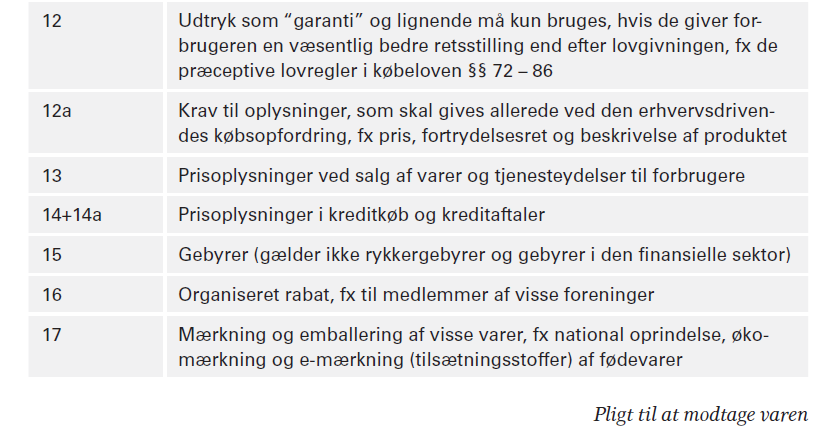 12 Udtryk som “garanti” og lignende må kun bruges, hvis de giver for-
brugeren en væsentlig bedre retsstilling end efter lovgivningen, fx de
præceptive lovregler i købeloven §§ 72 – 86
12a Krav til oplysninger, som skal gives allerede ved den erhvervsdriven-
des købsopfordring, fx pris, fortrydelsesret og beskrivelse af produktet
13 Prisoplysninger ved salg af varer og tjenesteydelser til forbrugere
14+14a Prisoplysninger i kreditkøb og kreditaftaler
15 Gebyrer (gælder ikke rykkergebyrer og gebyrer i den finansielle sektor)
16 Organiseret rabat, fx til medlemmer af visse foreninger
17 Mærkning og emballering af visse varer, fx national oprindelse, øko-
mærkning og e-mærkning (tilsætningsstoffer) af fødevarer
Pligt til at modtage varen